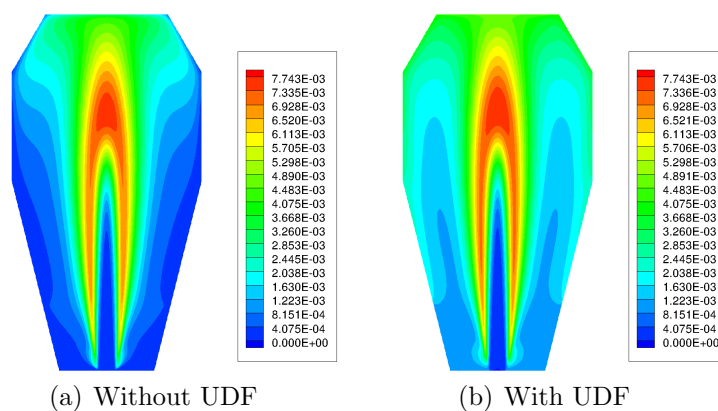 7.743E-03
7.335E-03
6.928E-03
6.520E-03
6.113E-03
5.705E-03
5.298E-03
4.890E-03
4.483E-03
4.075E-03
3.668E-03
3.260E-03
2.853E-03
2.445E-03
2.038E-03
1.630E-03
1.223E-03
8.151E-04
4.075E-04
0.000E+00
7.743E-03
7.336E-03
6.928E-03
6.520E-03
6.113E-03
5.706E-03
5.298E-03
4.891E-03
4.483E-03
4.075E-03
3.668E-03
3.260E-03
2.853E-03
2.445E-03
2.038E-03
1.630E-03
1.223E-03
8.151E-04
4.075E-04
0.000E+00
(a) Without UDF
(b) With UDF